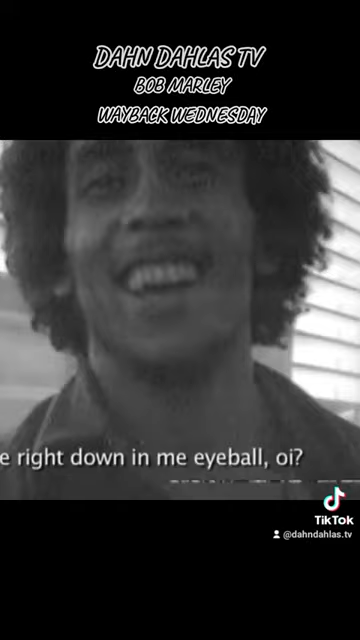 DAHN DAHLAS TV
BOB MARLEY
WAYBACK WEDNESDAY
e right down in me eyeball, oi?
TikTok
@dahndahlas.tv